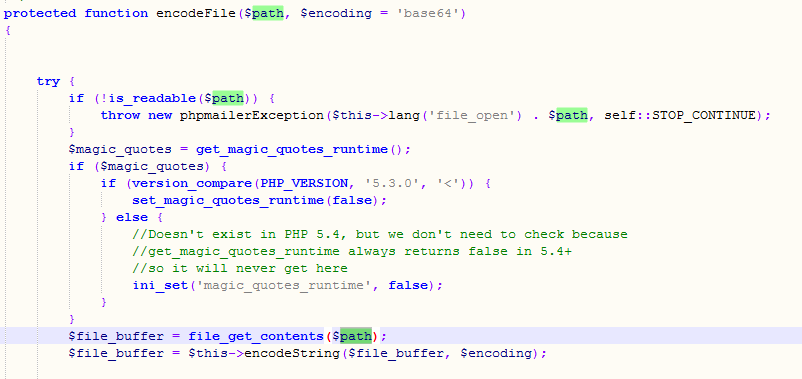 protected function encodeFile($path, $encoding = 'base64')
{
try {
if (!is_readable($path)) {
throw new phpmailerException($this->lang('file_open') . $path, self::STOP_CONTINUE);
}
$magic_quotes = get_magic_quotes_runtime();
if ($magic_quotes) {
if (version_compare(PHP_VERSION, '5.3.0', '<')) {
set_magic_quotes_runtime(false);
} else {
//Doesn't exist in PHP 5.4, but we don't need to check because
//get_magic_quotes_runtime always returns false in 5.4+
//so it will never get here
ini_set('magic_quotes_runtime', false);
}
}
$file_buffer = file_get_contents($path);
$file_buffer = $this->encodeString($file_buffer, $encoding);